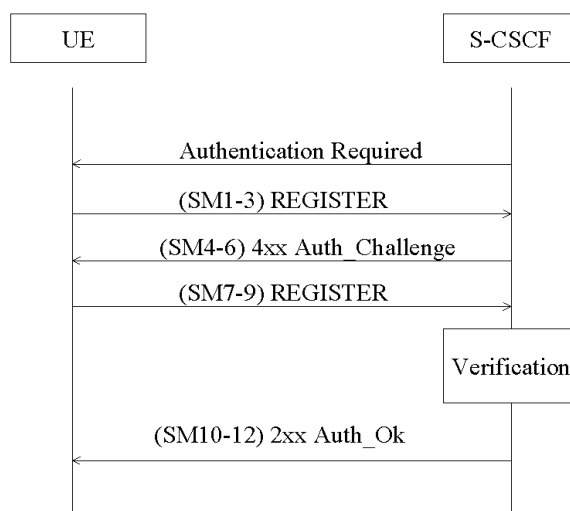 UE
S-CSCF
Authentication Required
(SM1-3) REGISTER
(SM4-6) 4xx Auth_Challenge
(SM7-9) REGISTER
Verification
(SM10-12) 2xx Auth_Ok